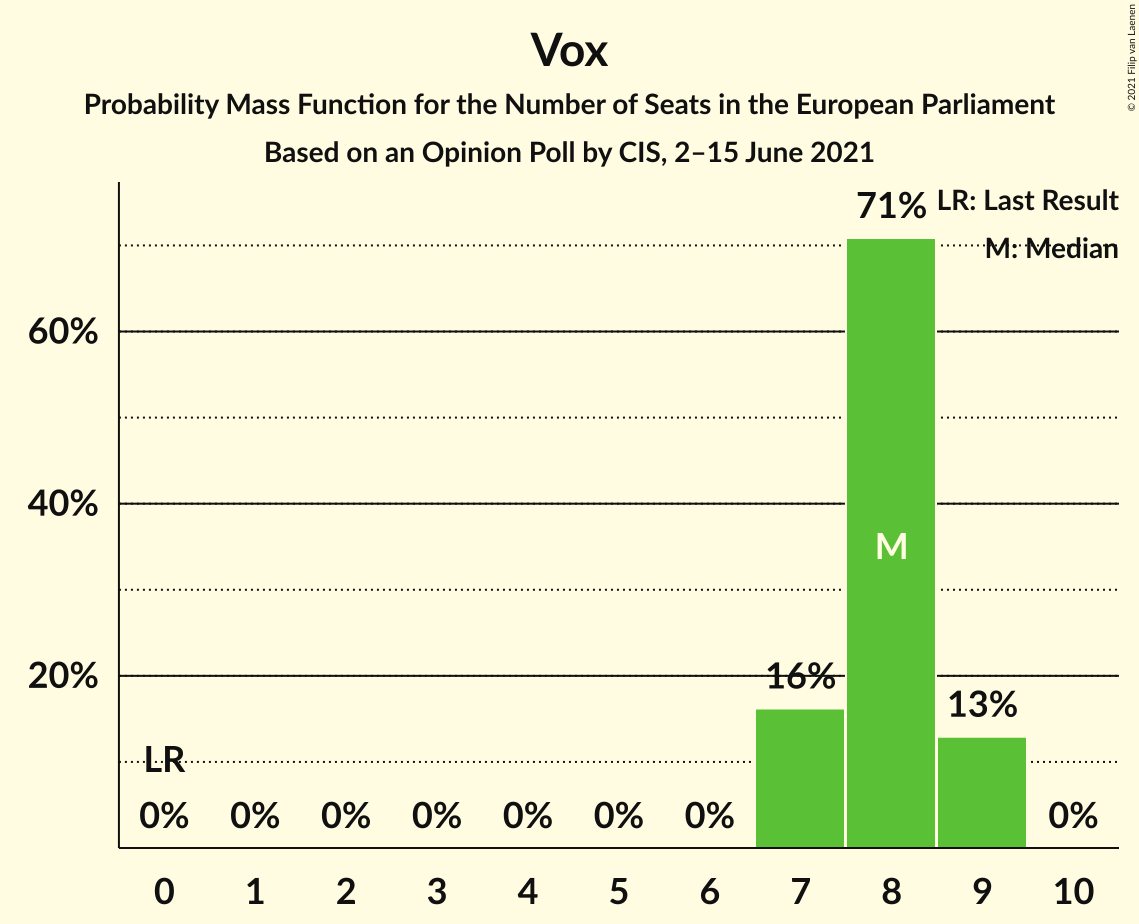 Vox
Probability Mass Function for the Number of Seats in the European Parliament
Based on an Opinion Poll by CIS, 2–15 June 2021
© 2021 Filip van Laenen
LR: Last Result
M: Median
71%
60%
40%
20%
M
16%
13%
LR
0% 0% 0% 0% 0% 0% 0% 0%
0 1 2 3 4 5 6 7 8 9 10